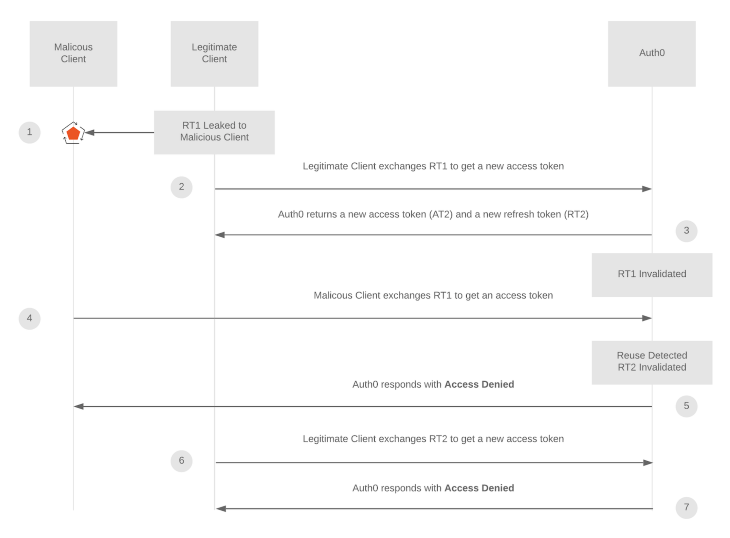 Malicous
Client
Legitimate
Client
Auth0
1
RT1 Leaked to
Malicious Client
Legitimate Client exchanges RT1 to get a new access token
2
Auth0 returns a new access token (AT2) and a new refresh token (RT2)
3
RT1 Invalidated
Malicous Client exchanges RT1 to get an access token
4
Reuse Detected
RT2 Invalidated
Auth0 responds with Access Denied
5
Legitimate Client exchanges RT2 to get a new access token
6
Auth0 responds with Access Denied
7